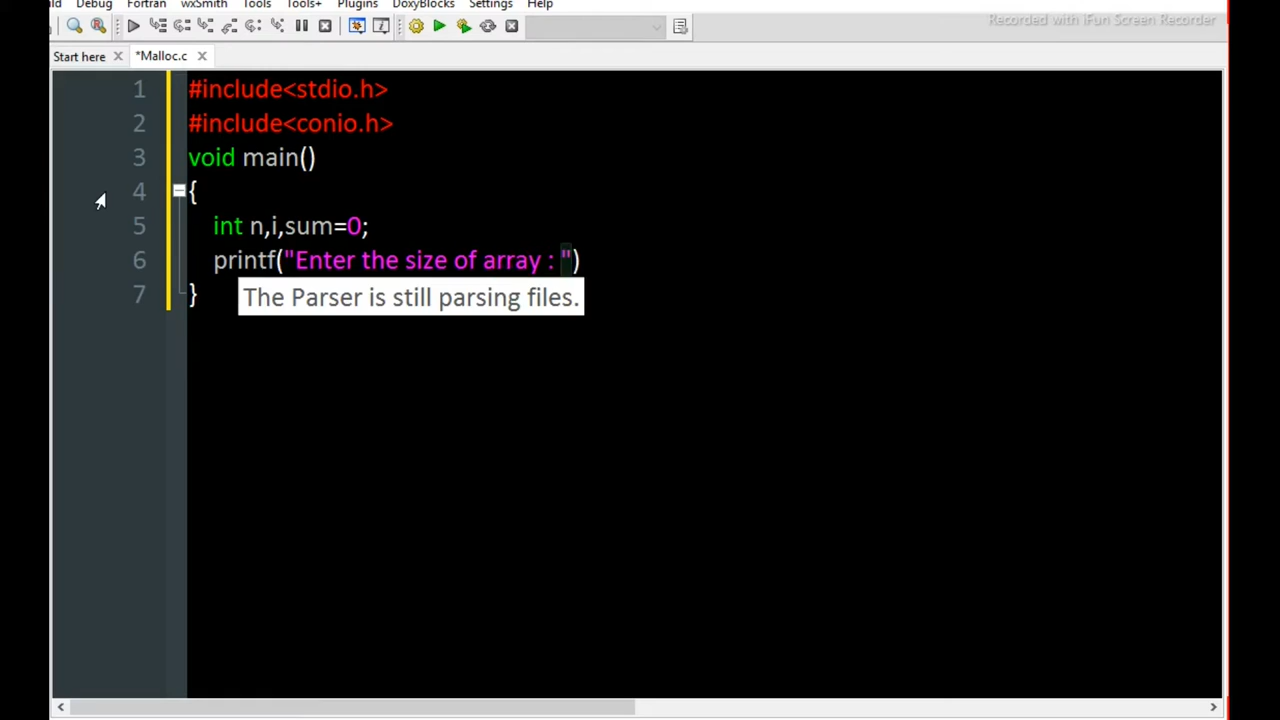 ld Debug Fortran wxSmith Tools Tools+ Plugins DoxyBlocks Settings Help
Recorded with iFun Screen Recorder
Start here *Malloc.c
1 #include<stdio.h>
2 #include<conio.h>
3 void main()
4 {
5 int n,i,sum=0;
6 printf("Enter the size of array : ")
7 }
The Parser is still parsing files.